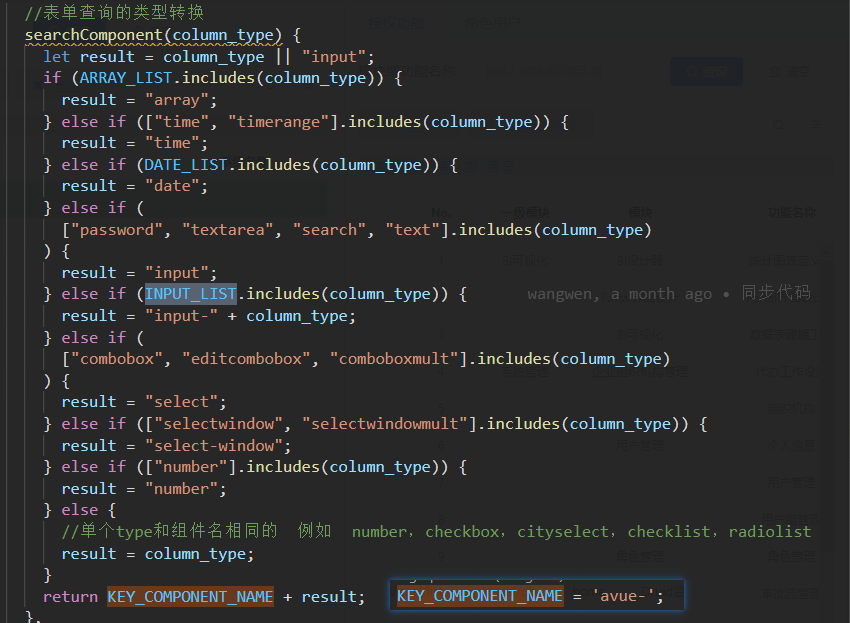 //表单查询的类型转换
searchComponent(column_type) {
let result = column_type || "input";
if (ARRAY_LIST.includes(column_type)) {
result = "array";
} else if (["time", "timerange"].includes(column_type)) {
result = "time";
} else if (DATE_LIST.includes(column_type)) {
result = "date";
} else if (
["password", "textarea", "search", "text"].includes(column_type)
) {
result = "input";
} else if (INPUT_LIST.includes(column_type)) { wangwen, a month ago • 同步代码
result = "input-" + column_type;
} else if (
["combobox", "editcombobox", "comboboxmult"].includes(column_type)
) {
result = "select";
} else if (["selectwindow", "selectwindowmult"].includes(column_type)) {
result = "select-window";
} else if (["number"].includes(column_type)) {
result = "number";
} else {
//单个type和组件名相同的 例如 number, checkbox, cityselect, checklist, radiolist
result = column_type;
}
return KEY_COMPONENT_NAME + result; KEY_COMPONENT_NAME = 'avue-';
},